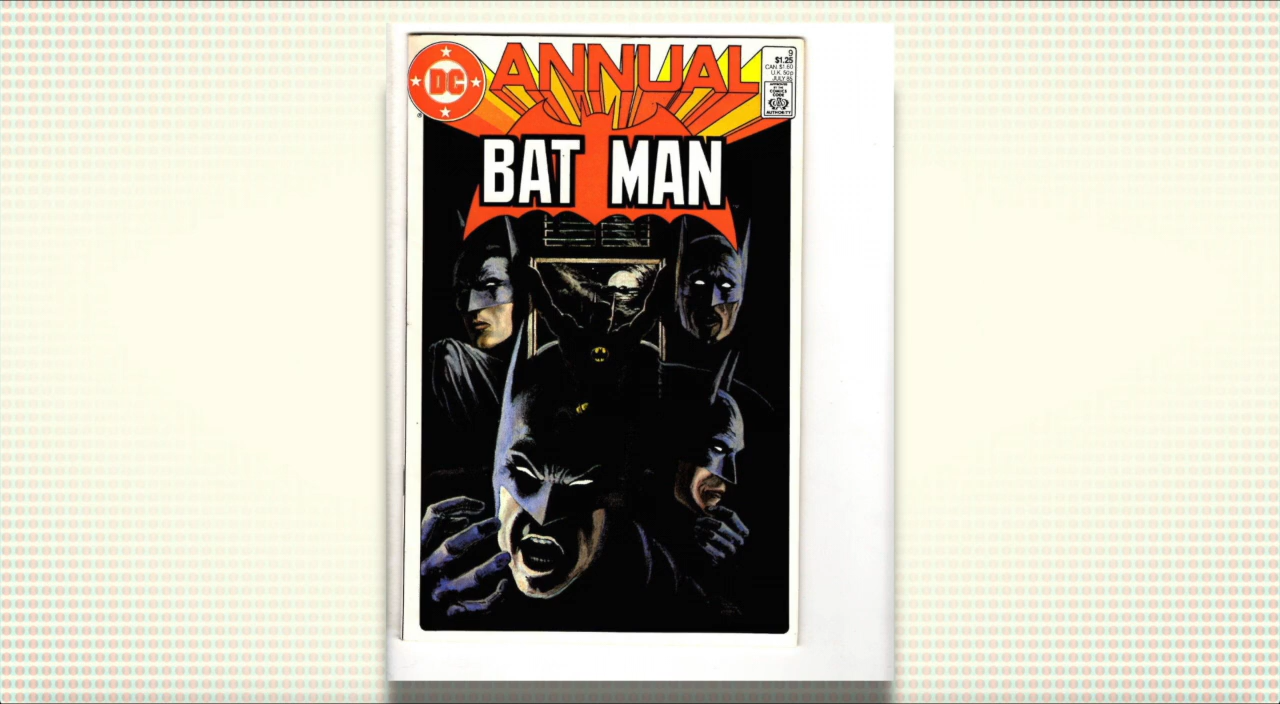 ANNUAL
DC
9
$1.25
CAN. $1.60
U.K. 50p
JULY 85
APPROVED
BY THE
COMICS
CODE
AUTHORITY
BAT MAN